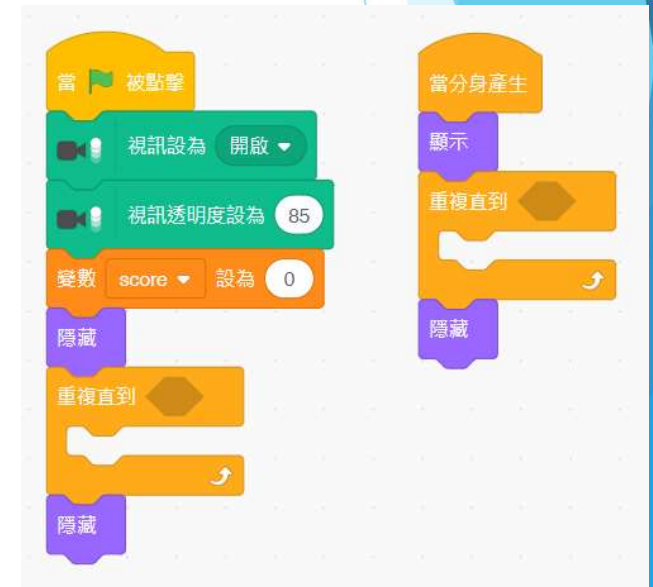 當 被點擊
視訊設為 開啟
視訊透明度設為 85
變數 score 設為 0
隱藏
重複直到
隱藏
當分身產生
顯示
重複直到
隱藏